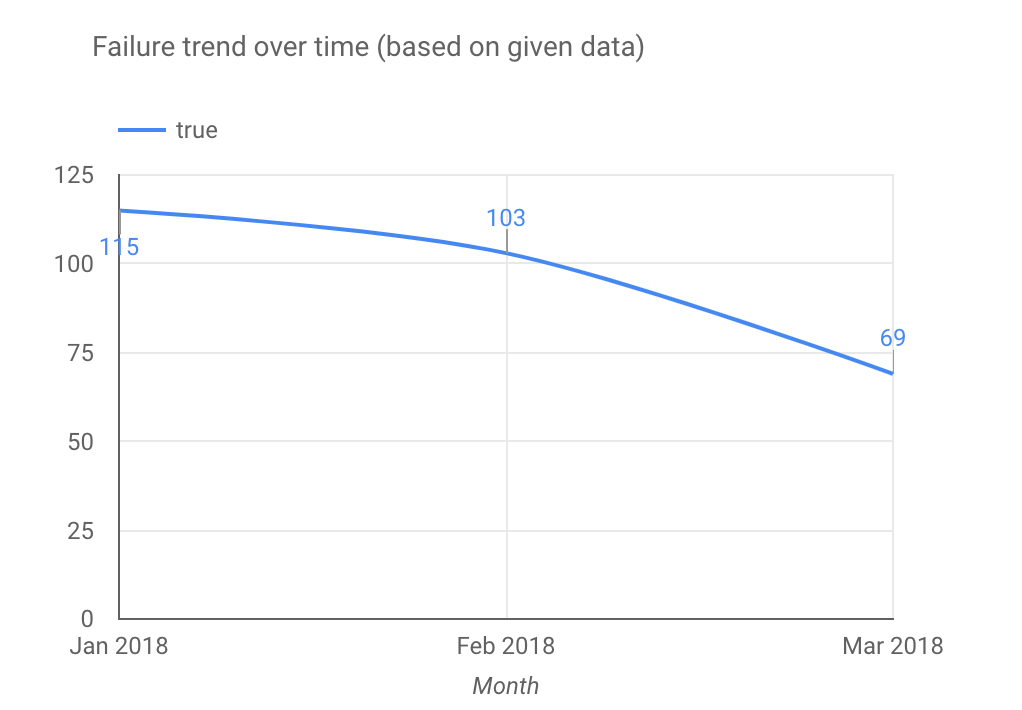 Failure trend over time (based on given data)
true
125
103
115
100
69
75
50
25
0
Jan 2018 Feb 2018 Mar 2018
Month